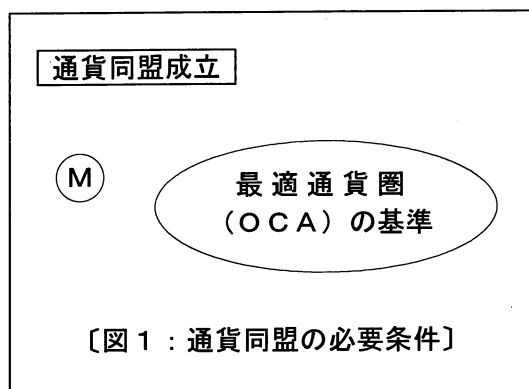 通貨同盟成立
M
最適通貨圏
（OCA）の基準
〔図1：通貨同盟の必要条件〕